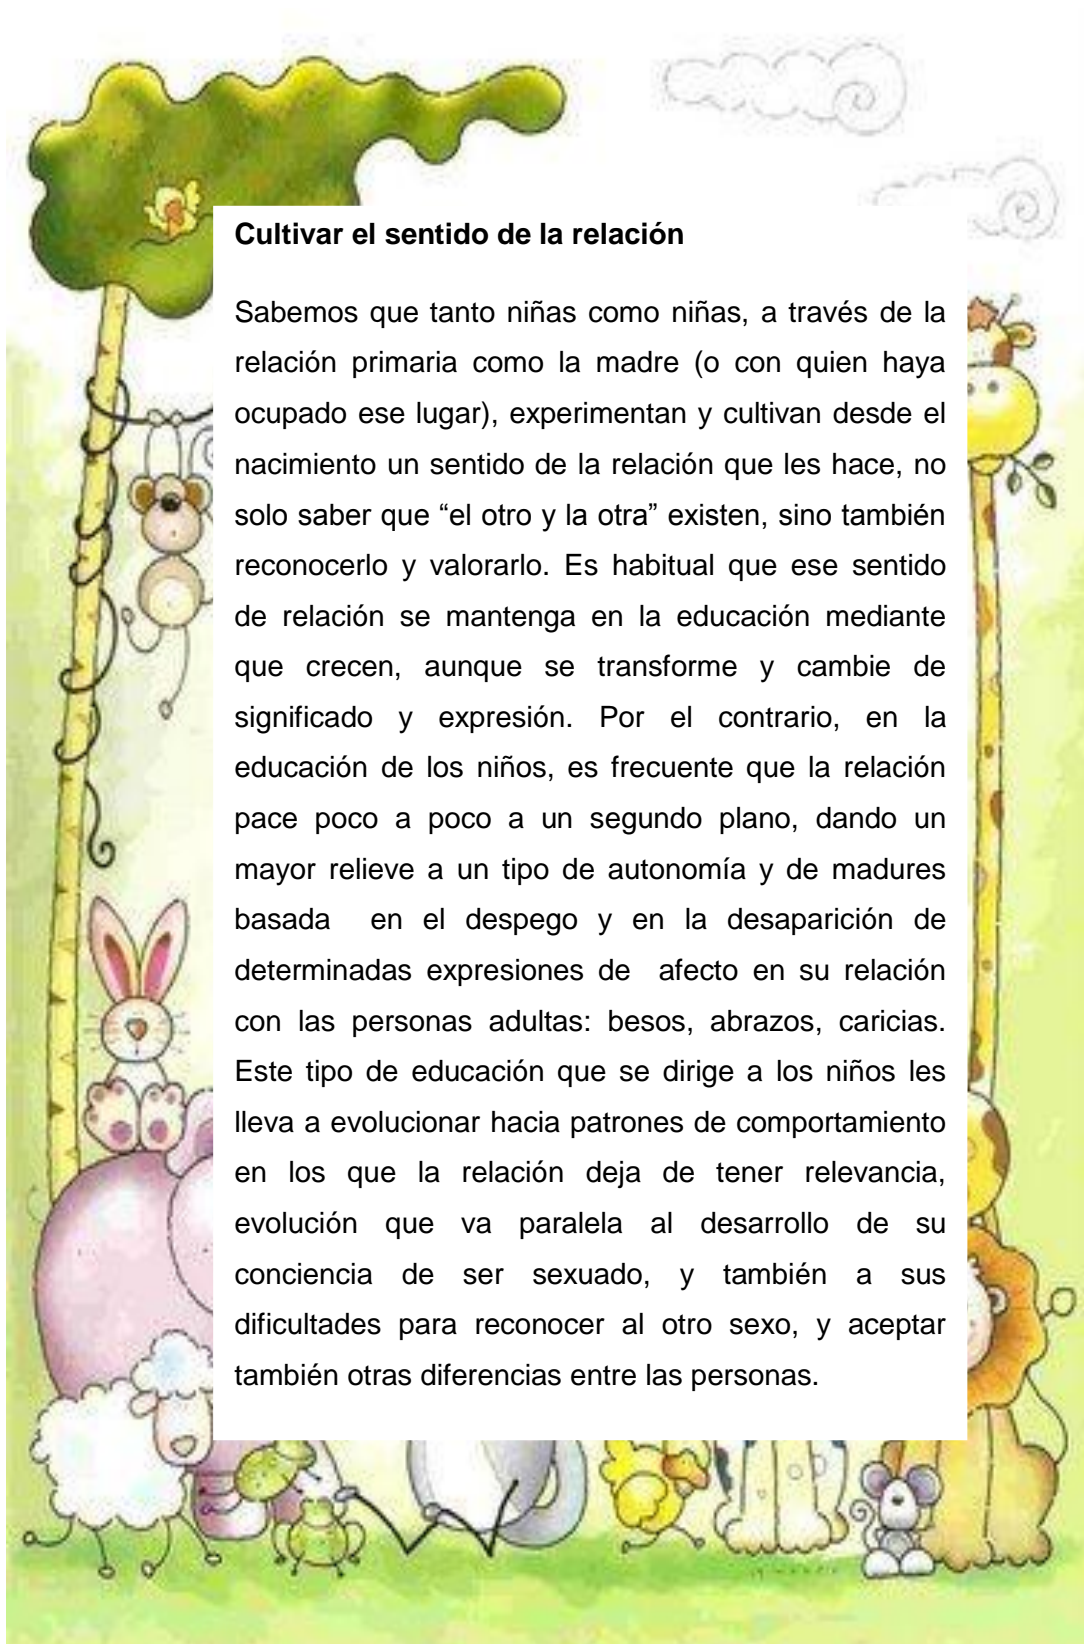 Cultivar el sentido de la relación
Sabemos que tanto niñas como niñas, a través de la
relación primaria como la madre (o con quien haya
ocupado ese lugar), experimentan y cultivan desde el
nacimiento un sentido de la relación que les hace, no
solo saber que “el otro y la otra” existen, sino también
reconocerlo y valorarlo. Es habitual que ese sentido
de relación se mantenga en la educación mediante
que crecen, aunque se transforme y cambie de
significado y expresión. Por el contrario, en la
educación de los niños, es frecuente que la relación
pace poco a poco a un segundo plano, dando un
mayor relieve a un tipo de autonomía y de madures
basada en el despego y en la desaparición de
determinadas expresiones de afecto en su relación
con las personas adultas: besos, abrazos, caricias.
Este tipo de educación que se dirige a los niños les
lleva a evolucionar hacia patrones de comportamiento
en los que la relación deja de tener relevancia,
evolución que va paralela al desarrollo de su
conciencia de ser sexuado, y también a sus
dificultades para reconocer al otro sexo, y aceptar
también otras diferencias entre las personas.